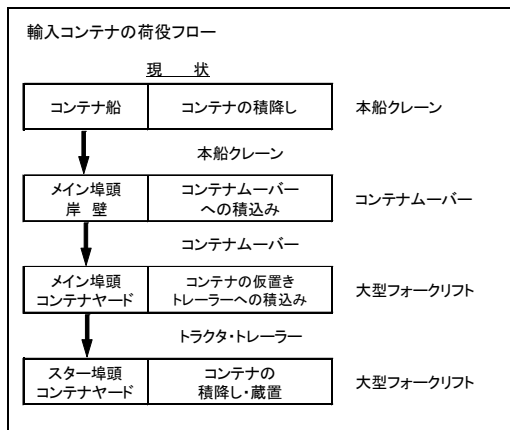 輸入コンテナの荷役フロー
現　状
コンテナ船
コンテナの積降し
本船クレーン
本船クレーン
メイン埠頭
岸 壁
コンテナムーバー
への積込み
コンテナムーバー
コンテナムーバー
メイン埠頭
コンテナヤード
コンテナの仮置き
トレーラーへの積込み
大型フォークリフト
トラクタ・トレーラー
スター埠頭
コンテナヤード
コンテナの
積降し・蔵置
大型フォークリフト